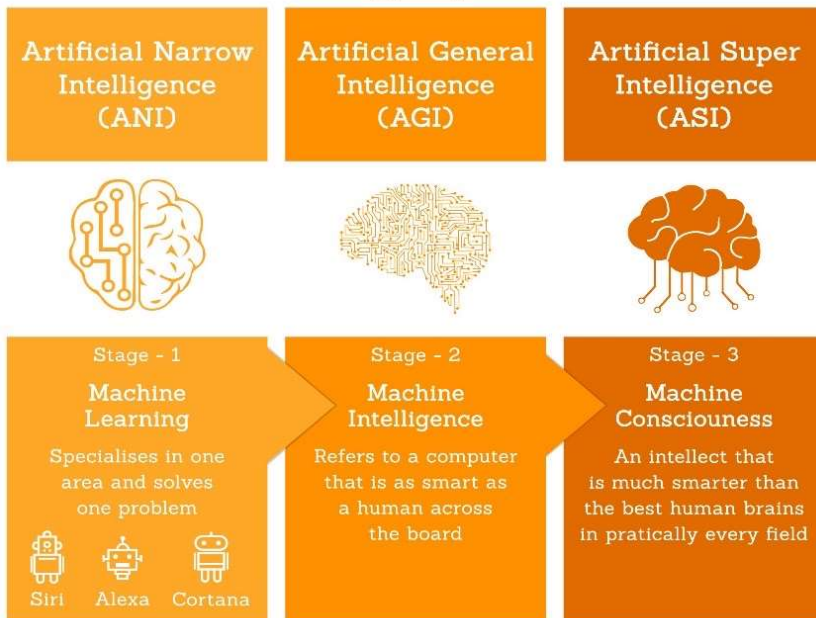 Artificial Narrow
Intelligence
(ANI)
Artificial General
Intelligence
(AGI)
Artificial Super
Intelligence
(ASI)
Stage - 1
Machine
Learning
Specialises in one
area and solves
one problem
Siri
Alexa
Cortana
Stage - 2
Machine
Intelligence
Refers to a computer
that is as smart as
a human across
the board
Stage - 3
Machine
Consciouness
An intellect that
is much smarter than
the best human brains
in pratically every field